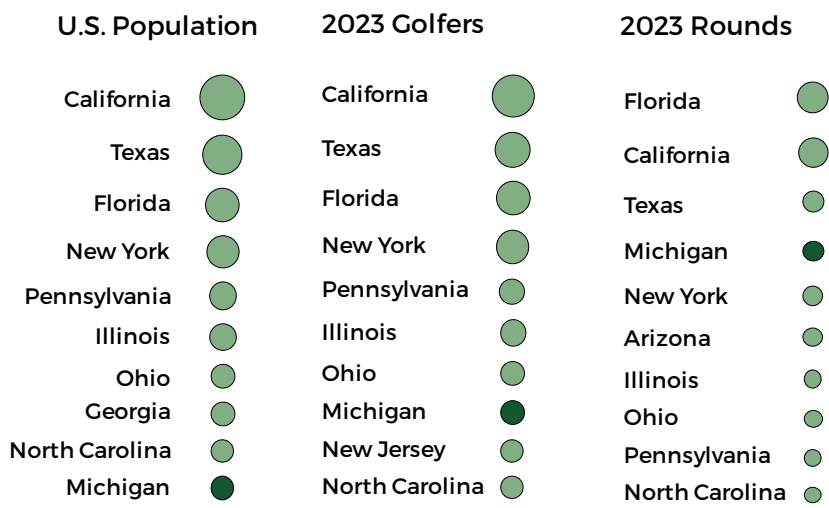 U.S. Population
California
Texas
Florida
New York
Pennsylvania
Illinois
Ohio
Georgia
North Carolina
Michigan
2023 Golfers
California
Texas
Florida
New York
Pennsylvania
Illinois
Ohio
Michigan
New Jersey
North Carolina
2023 Rounds
Florida
California
Texas
Michigan
New York
Arizona
Illinois
Ohio
Pennsylvania
North Carolina